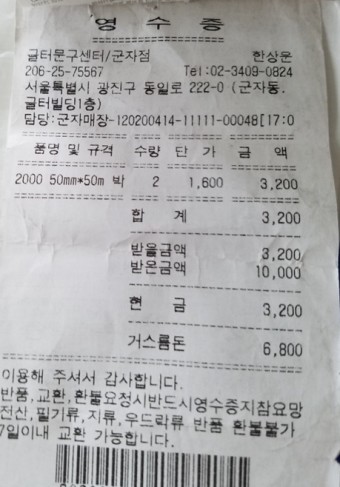 영 수 증
글터문구센터/군자점 한상운
206-25-75567 Tel:02-3409-0824
서울특별시 광진구 동일로 222-0 (군자동.
글터빌딩1층)
담당:군자매장-120200414-11111-00048[17:0
품명 및 규격 수량 단 가 금 액
2000 50mm*50m 박 2 1,600 3,200
합 계 3,200
받을금액 3,200
받은금액 10,000
현 금 3,200
거스름돈 6,800
이용해 주셔서 감사합니다.
반품,교환,환불요청시반드시영수증지참요망
전산,필기류,지류,우드락류 반품 환불불가
7일이내 교환 가능합니다.